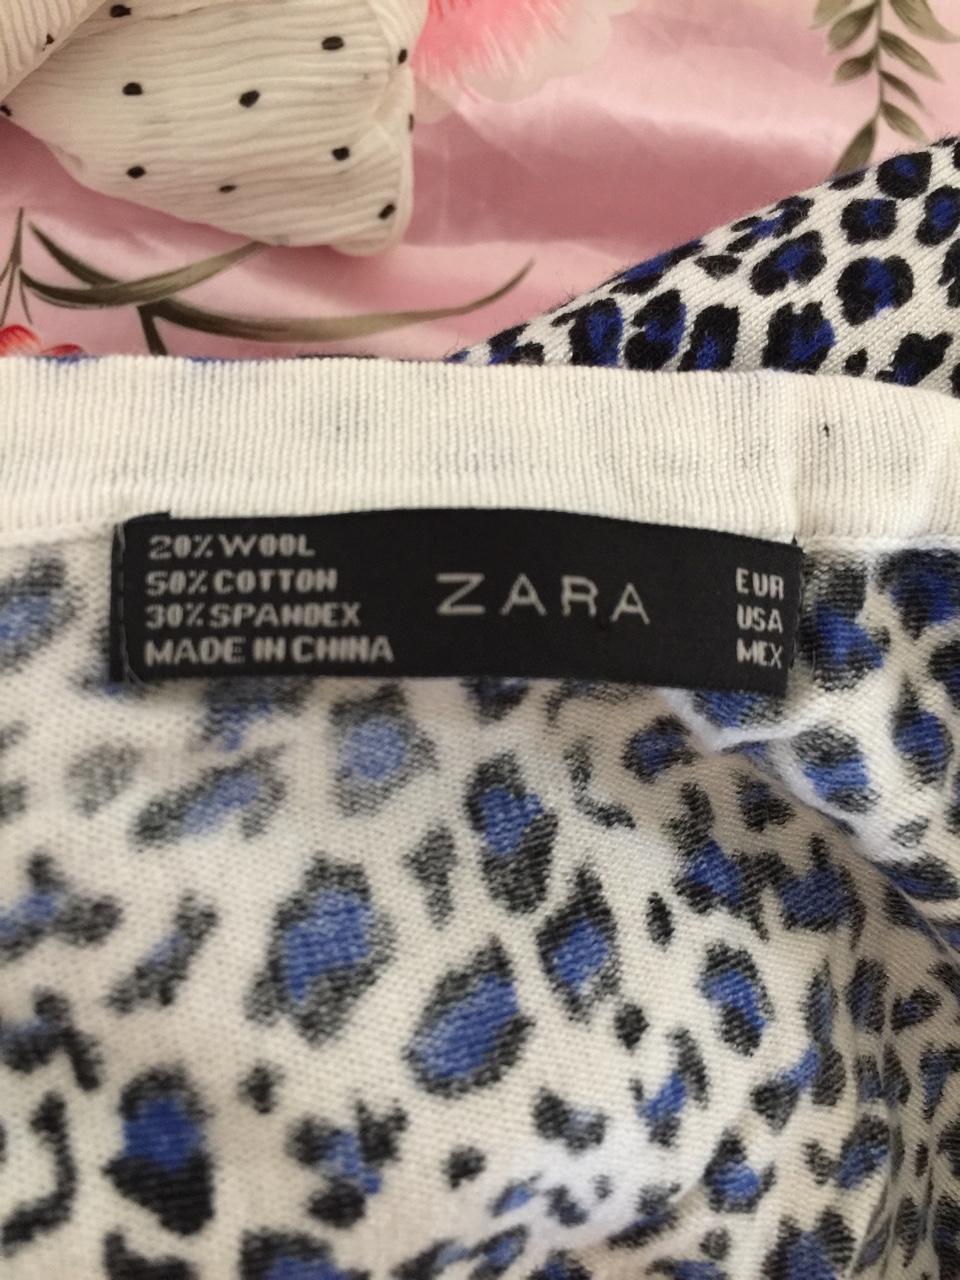 20% WOOL
50% COTTON
30% SPANDEX
MADE IN CHINA
ZARA
EUR
USA
MEX